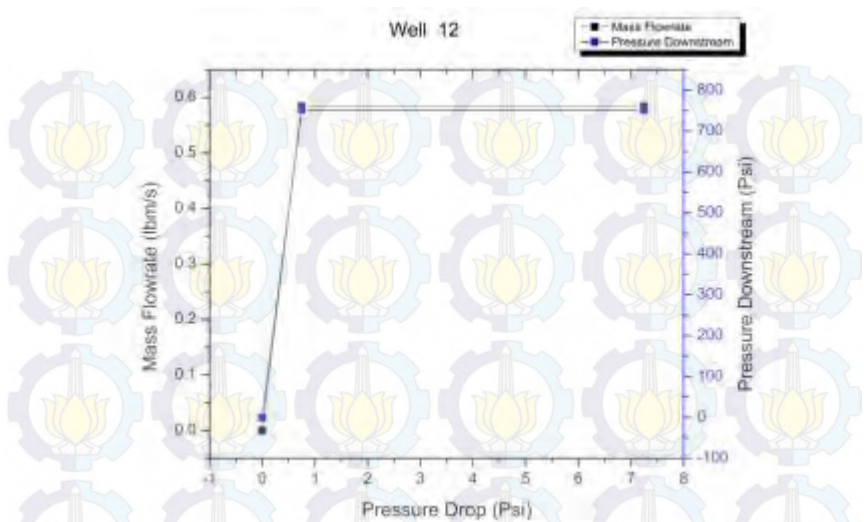 Well 12
Mass Flowrate
Pressure Downstream
0.6
0.5
0.4
0.3
0.2
0.1
0.0
Mass Flowrate (lbm/s)
800
700
600
500
400
300
200
100
0
-100
Pressure Downstream (Psi)
-1 0 1 2 3 4 5 6 7 8
Pressure Drop (Psi)